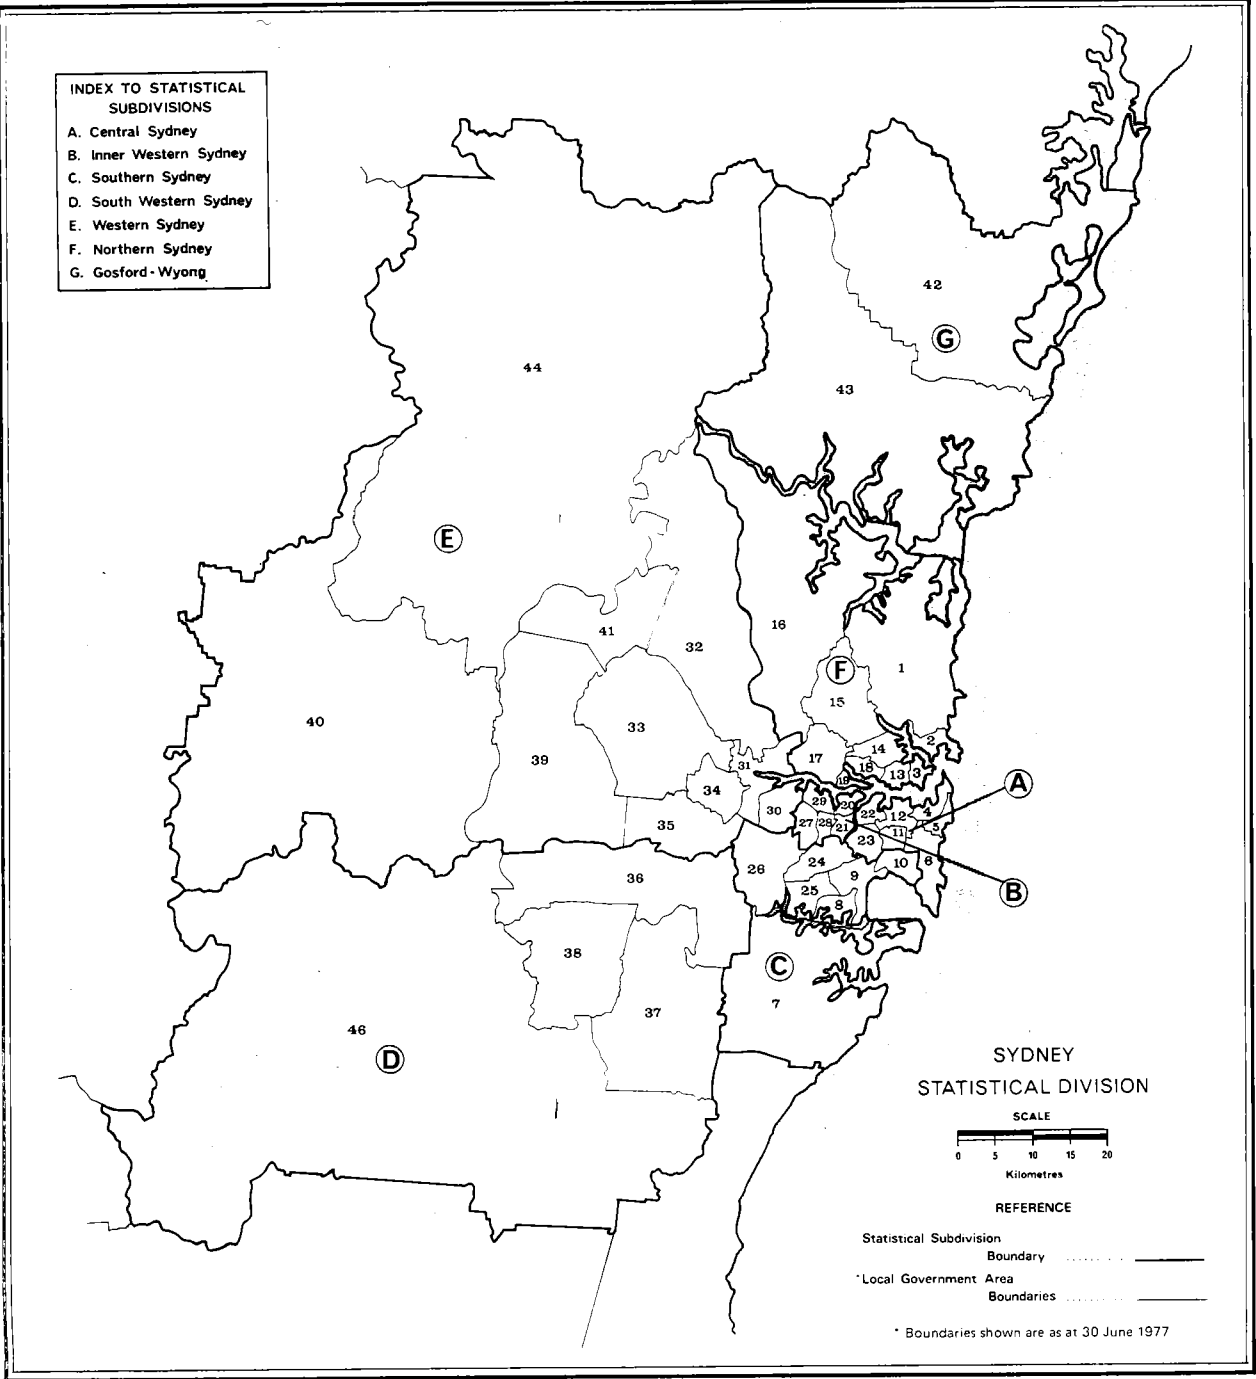 INDEX TO STATISTICAL
SUBDIVISIONS
A. Central Sydney
B. Inner Western Sydney
C. Southern Sydney
D. South Western Sydney
E. Western Sydney
F. Northern Sydney
G. Gosford-Wyong
42
G
44
43
E
16
41
32
F
1
15
40
33
39
2
14
17
31
18
13
3
19
34
A
29
20
30
22
12
4
35
27
28
21
11
5
23
26
24
10
6
36
9
25
B
8
38
C
7
37
46
D
SYDNEY
STATISTICAL DIVISION
SCALE
0 5 10 15 20
Kilometres
REFERENCE
Statistical Subdivision
Boundary ........
*Local Government Area
Boundaries ........
* Boundaries shown are as at 30 June 1977